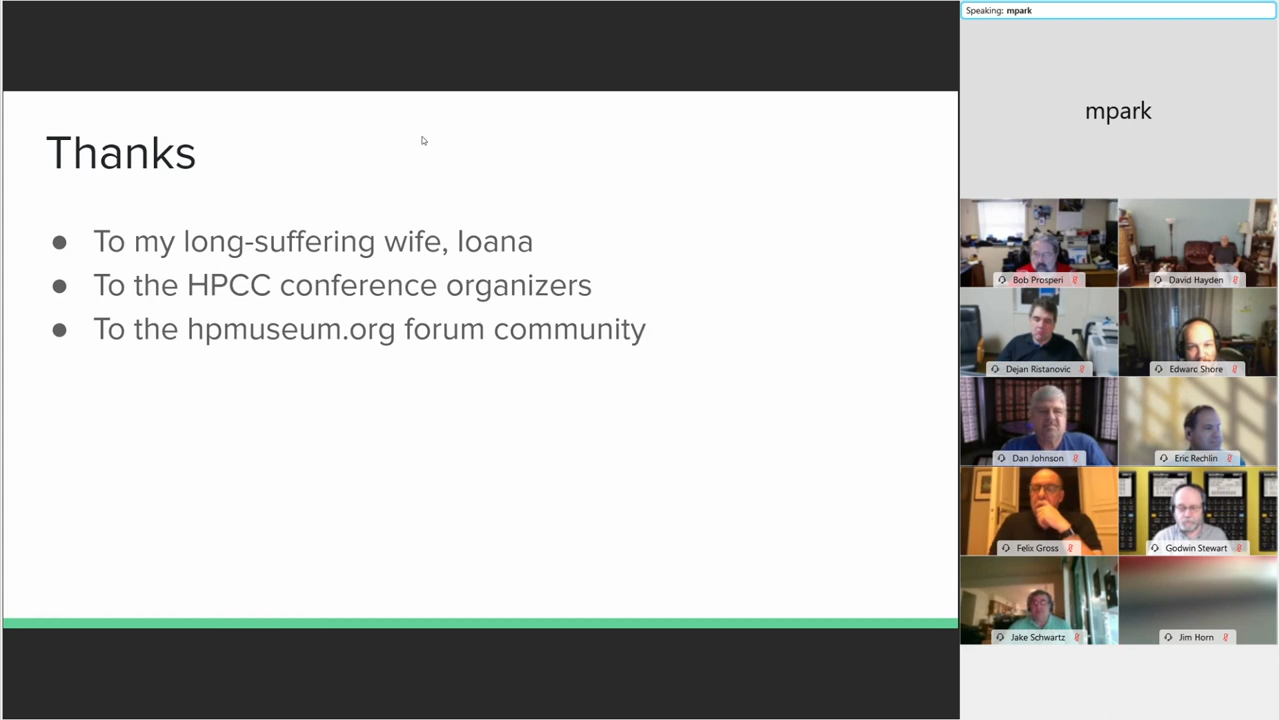 Speaking: mpark
mpark
Thanks
● To my long-suffering wife, Ioana
● To the HPCC conference organizers
● To the hpmuseum.org forum community
Bob Prosperi
David Hayden
Dejan Ristanovic
Edward Shore
Dan Johnson
Eric Rechlin
Felix Gross
Godwin Stewart
Jake Schwartz
Jim Horn